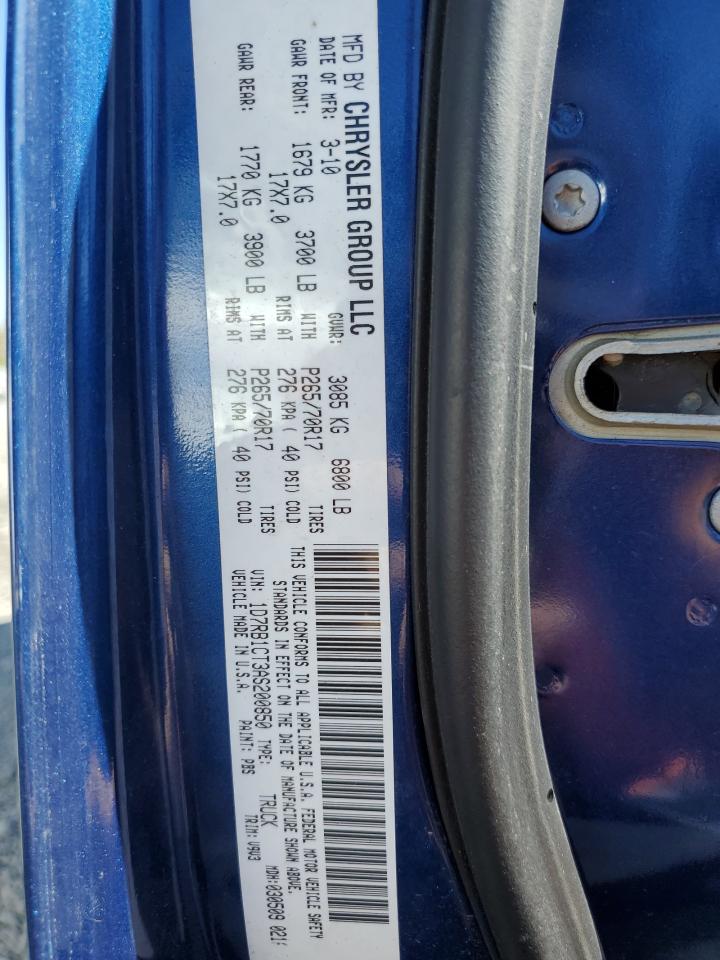 MFD BY CHRYSLER GROUP LLC
DATE OF MFR: 3-10 GVWR: 3085 KG 6800 LB
GAWR FRONT: 1679 KG 3700 LB WITH P265/70R17 TIRES
17X7.0 RIMS AT 276 KPA ( 40 PSI) COLD
GAWR REAR: 1770 KG 3900 LB WITH P265/70R17 TIRES
17X7.0 RIMS AT 276 KPA ( 40 PSI) COLD
THIS VEHICLE CONFORMS TO ALL APPLICABLE U.S.A. FEDERAL MOTOR VEHICLE SAFETY
STANDARDS IN EFFECT ON THE DATE OF MANUFACTURE SHOWN ABOVE.
VIN: 1D7RB1CT3AS200850 TYPE: TRUCK MDH:030509
VEHICLE MADE IN U.S.A. PAINT: PBS TRIM: V9V3